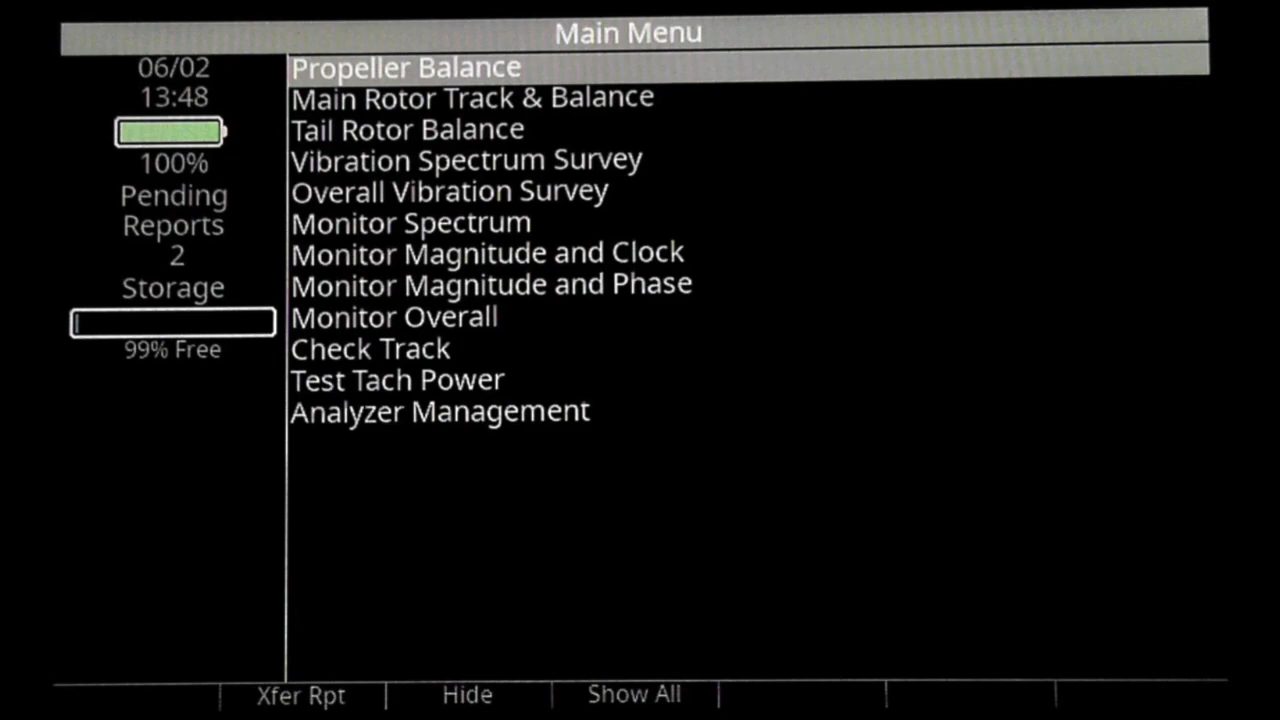 Main Menu
06/02
13:48
100%
Pending
Reports
2
Storage
99% Free
Propeller Balance
Main Rotor Track & Balance
Tail Rotor Balance
Vibration Spectrum Survey
Overall Vibration Survey
Monitor Spectrum
Monitor Magnitude and Clock
Monitor Magnitude and Phase
Monitor Overall
Check Track
Test Tach Power
Analyzer Management
Xfer Rpt Hide Show All